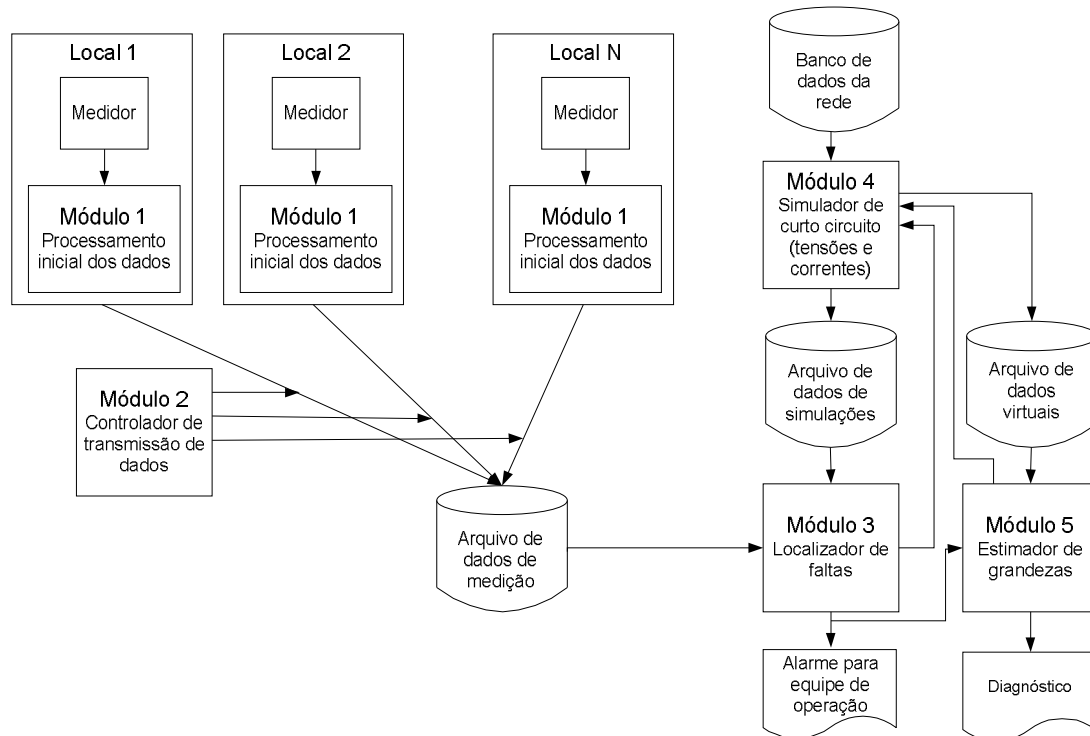 Local 1
Medidor
Módulo 1
Processamento
inicial dos dados
Local 2
Medidor
Módulo 1
Processamento
inicial dos dados
Local N
Medidor
Módulo 1
Processamento
inicial dos dados
Banco de
dados da
rede
Módulo 4
Simulador de
curto circuito
(tensões e
correntes)
Módulo 2
Controlador de
transmissão de
dados
Arquivo de
dados de
simulações
Arquivo de
dados
virtuais
Arquivo de
dados de
medição
Módulo 3
Localizador de
faltas
Módulo 5
Estimador de
grandezas
Alarme para
equipe de
operação
Diagnóstico